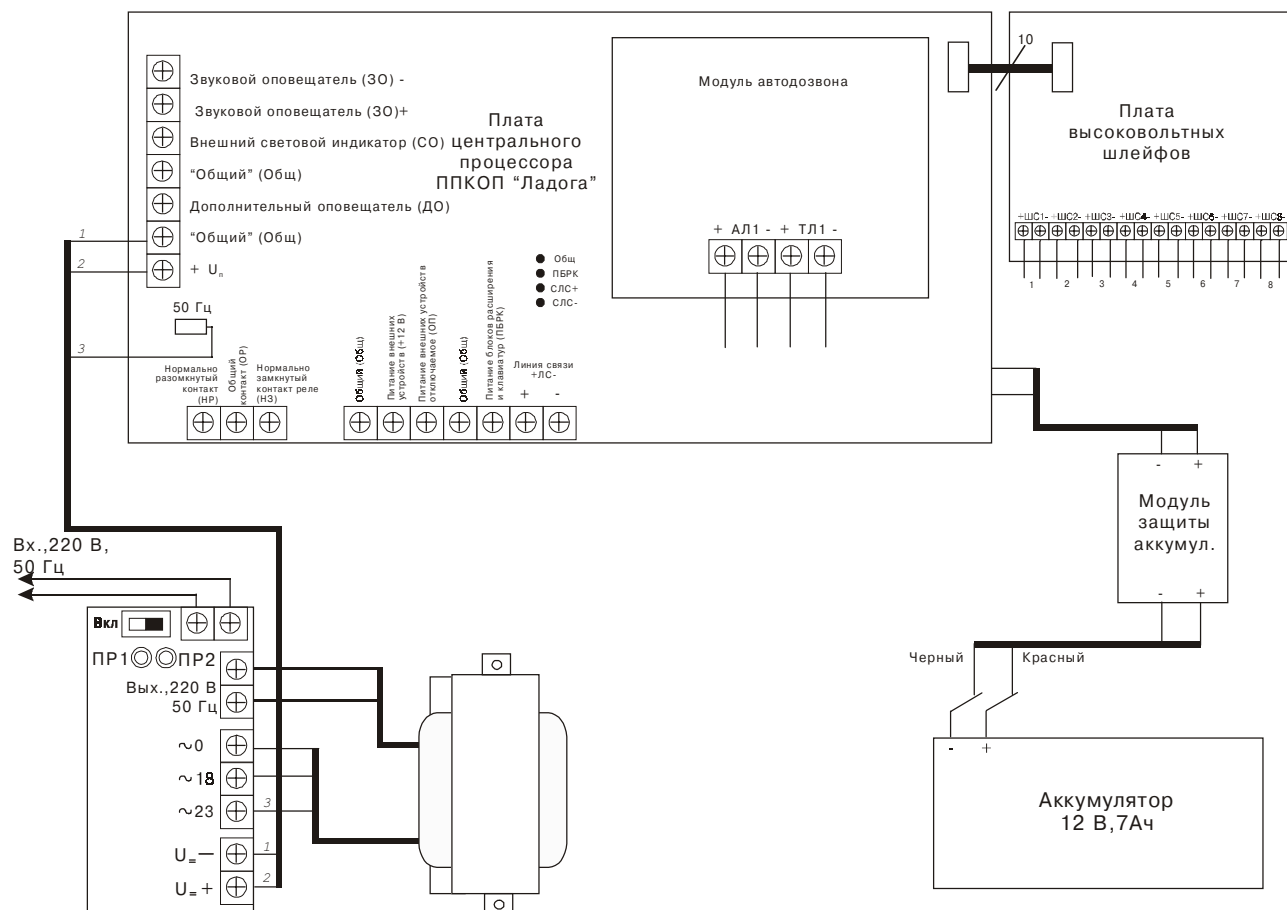 Звуковой оповещатель (ЗО) -
Звуковой оповещатель (ЗО)+
Внешний световой индикатор (СО)
"Общий" (Общ)
Дополнительный оповещатель (ДО)
"Общий" (Общ)
+ Uп
1
2
3
50 Гц
Плата
центрального
процессора
ППКОП "Ладога"
Модуль автодозвона
+ АЛ1 - + ТЛ1 -
Общ
ПБРК
СЛС+
СЛС-
10
Плата
высоковольтных
шлейфов
+ШС1- +ШС2- +ШС3- +ШС4- +ШС5- +ШС6- +ШС7- +ШС8-
1 2 3 4 5 6 7 8
Нормально
разомкнутый
контакт
(НР)
Общий
контакт (ОР)
Нормально
замкнутый
контакт реле
(НЗ)
Общий (Общ)
Питание внешних
устройств (+12 В)
Питание внешних устройств
отключаемое (ОП)
Общий (Общ)
Питание блоков расширения
и клавиатур (ПБРК)
Линия связи
+ЛС-
+ -
- +
Модуль
защиты
аккумул.
- +
Черный
Красный
- +
Аккумулятор
12 В,7Ач
Вх.,220 В,
50 Гц
Вкл
ПР1 ПР2
Вых.,220 В
50 Гц
~0
~18
~23
3
U=—
1
U=+
2